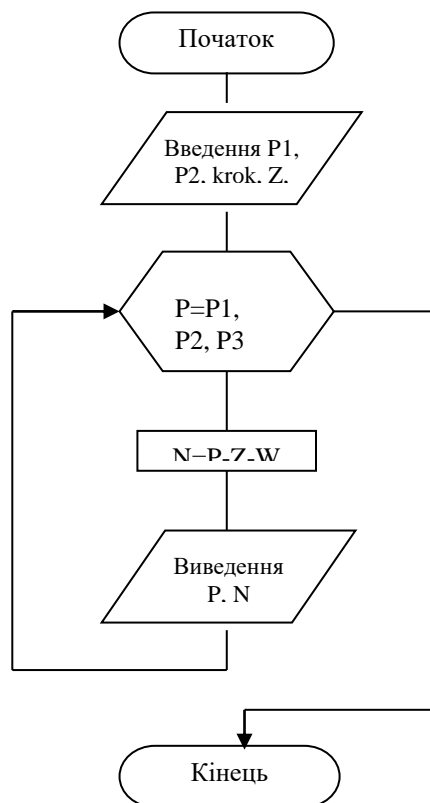 Початок
Введення P1,
P2, krok, Z,
P=P1,
P2, P3
N=P-Z-W
Виведення
P, N
Кінець